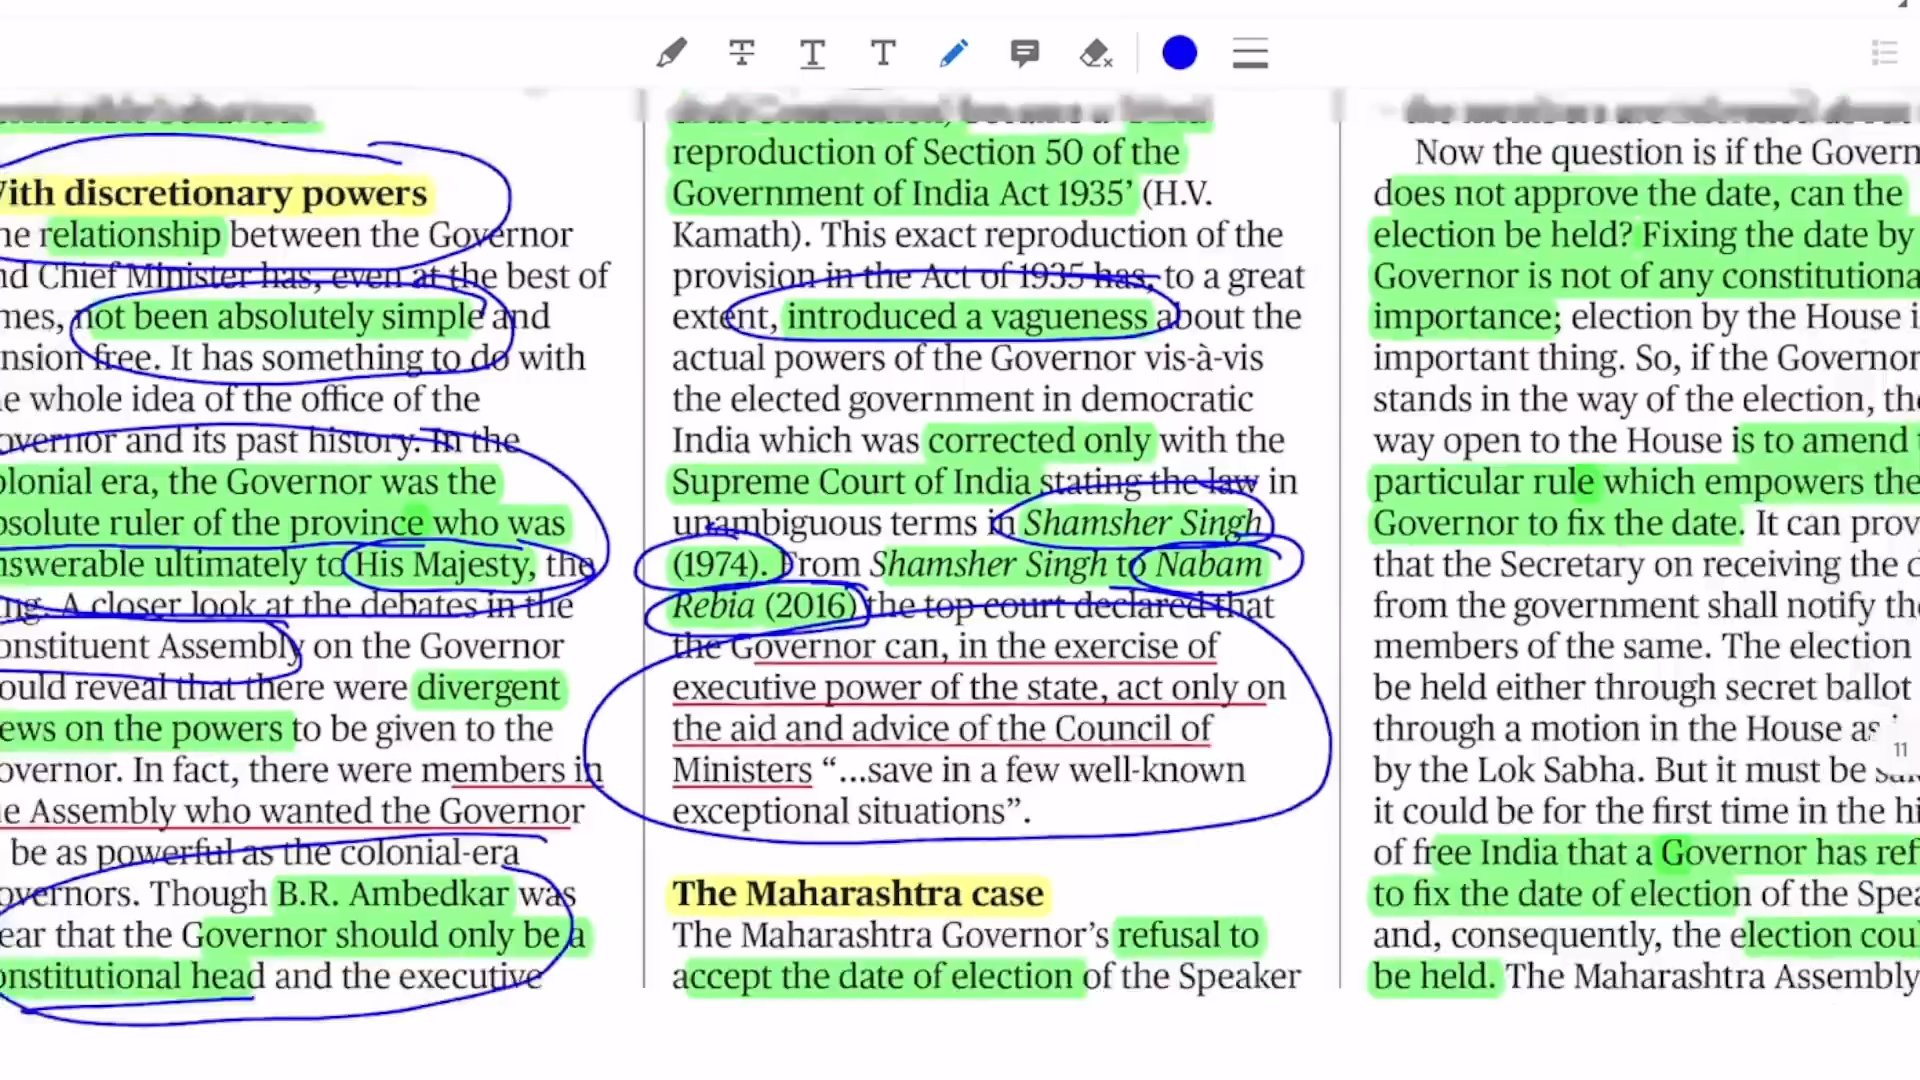 With discretionary powers
relationship between the Governor
Chief Minister has, even at the best of
not been absolutely simple and
free. It has something to do with
whole idea of the office of the
and its past history. In the
era, the Governor was the
ruler of the province who was
ultimately to His Majesty, the
A closer look at the debates in the
Assembly on the Governor
reveal that there were divergent
on the powers to be given to the
In fact, there were members in
Assembly who wanted the Governor
be as powerful as the colonial-era
Though B.R. Ambedkar was
that the Governor should only be a
head and the executive
reproduction of Section 50 of the
Government of India Act 1935’ (H.V.
Kamath). This exact reproduction of the
provision in the Act of 1935 has, to a great
extent, introduced a vagueness about the
actual powers of the Governor vis-à-vis
the elected government in democratic
India which was corrected only with the
Supreme Court of India stating the law in
unambiguous terms in Shamsher Singh
(1974). From Shamsher Singh to Nabam
Rebia (2016) the top court declared that
the Governor can, in the exercise of
executive power of the state, act only on
the aid and advice of the Council of
Ministers “...save in a few well-known
exceptional situations”.
The Maharashtra case
The Maharashtra Governor’s refusal to
accept the date of election of the Speaker
Now the question is if the Govern
does not approve the date, can the
election be held? Fixing the date by
Governor is not of any constitutiona
importance; election by the House i
important thing. So, if the Governor
stands in the way of the election, the
way open to the House is to amend
particular rule which empowers the
Governor to fix the date. It can prov
that the Secretary on receiving the d
from the government shall notify the
members of the same. The election
be held either through secret ballot
through a motion in the House as
by the Lok Sabha. But it must be
it could be for the first time in the hi
of free India that a Governor has ref
to fix the date of election of the Spea
and, consequently, the election coul
be held. The Maharashtra Assembly
11